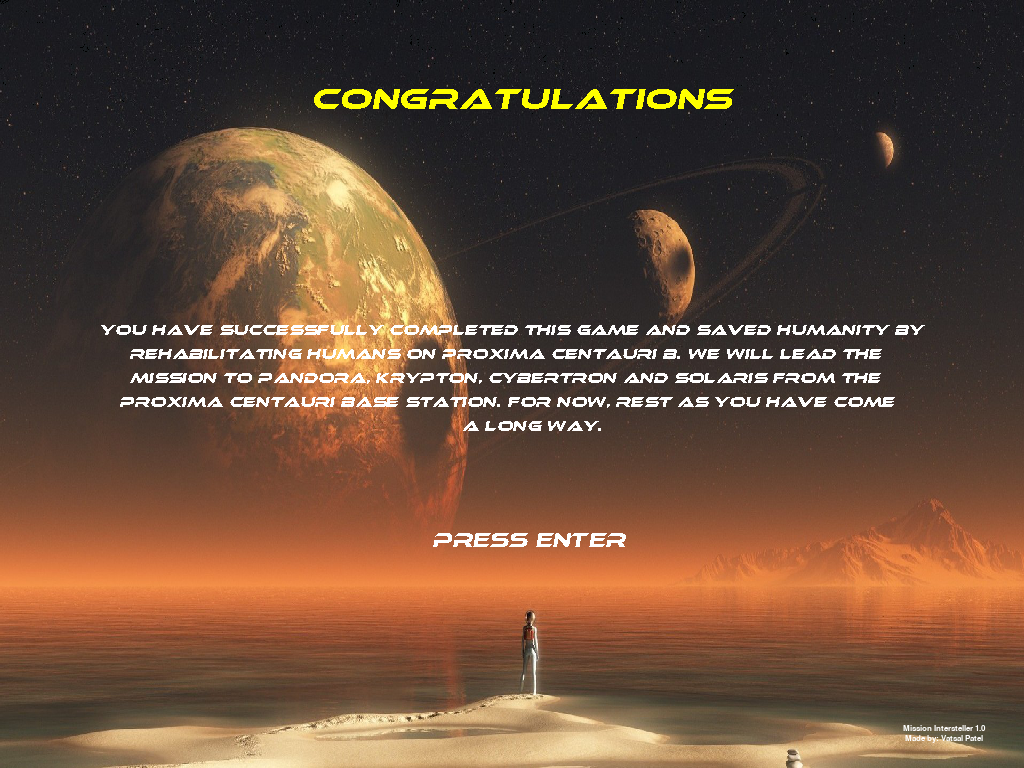 CONGRATULATIONS
YOU HAVE SUCCESSFULLY COMPLETED THIS GAME AND SAVED HUMANITY BY
REHABILITATING HUMANS ON PROXIMA CENTAURI B. WE WILL LEAD THE
MISSION TO PANDORA, KRYPTON, CYBERTRON AND SOLARIS FROM THE
PROXIMA CENTAURI BASE STATION. FOR NOW, REST AS YOU HAVE COME
A LONG WAY.
PRESS ENTER
Mission Intersteller 1.0
Made by: Vatsal Patel